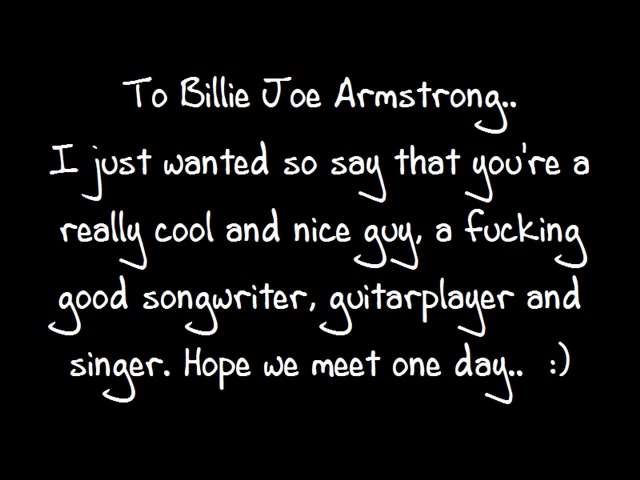 To Billie Joe Armstrong..
I just wanted so say that you're a
really cool and nice guy, a fucking
good songwriter, guitarplayer and
singer. Hope we meet one day.. :)